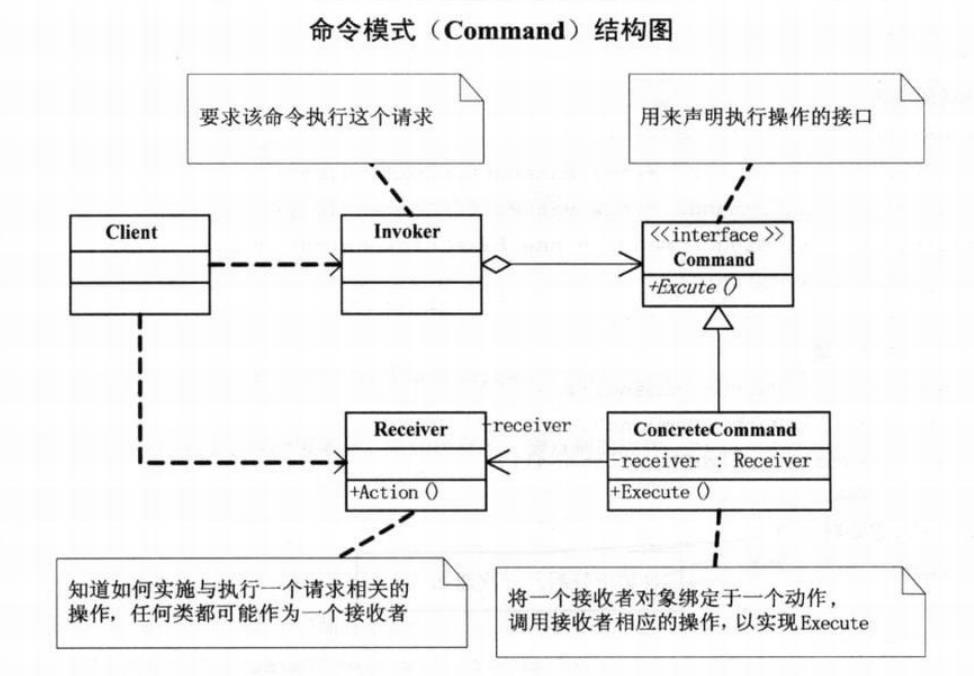 命令模式（Command）结构图
要求该命令执行这个请求
用来声明执行操作的接口
Client
Invoker
<<interface >>
Command
+Excute ()
Receiver
+Action ()
-receiver
ConcreteCommand
-receiver : Receiver
+Execute ()
知道如何实施与执行一个请求相关的
操作，任何类都可能作为一个接收者
将一个接收者对象绑定于一个动作，
调用接收者相应的操作，以实现Execute